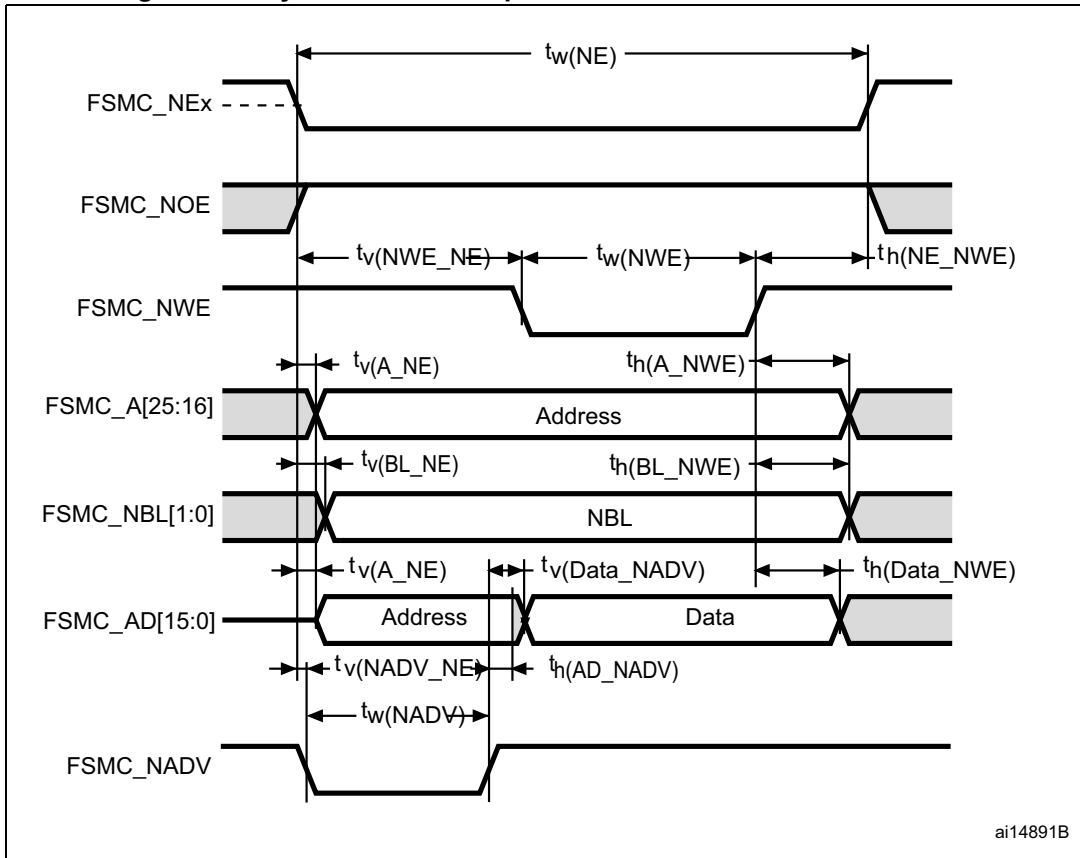 tw(NE)
FSMC_NEx
FSMC_NOE
tv(NWE_NE) tw(NWE) th(NE_NWE)
FSMC_NWE
tv(A_NE) th(A_NWE)
FSMC_A[25:16] Address
tv(BL_NE) th(BL_NWE)
FSMC_NBL[1:0] NBL
tv(A_NE) tv(Data_NADV) th(Data_NWE)
FSMC_AD[15:0] Address Data
tv(NADV_NE) th(AD_NADV)
tw(NADV)
FSMC_NADV
ai14891B